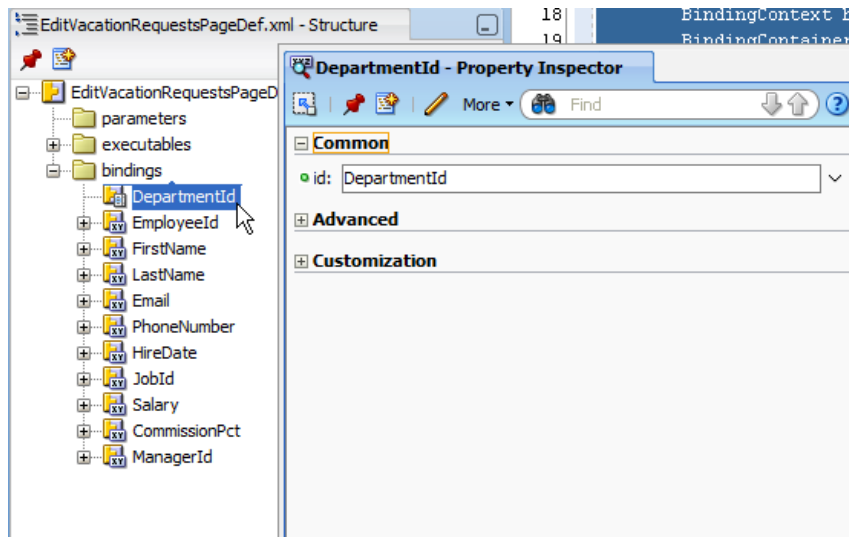 EditVacationRequestsPageDef.xml - Structure
18 BindingContext
19 BindingContainer
DepartmentId - Property Inspector
More Find
EditVacationRequestsPageD
parameters
executables
bindings
DepartmentId
EmployeeId
FirstName
LastName
Email
PhoneNumber
HireDate
JobId
Salary
CommissionPct
ManagerId
Common
id: DepartmentId
Advanced
Customization